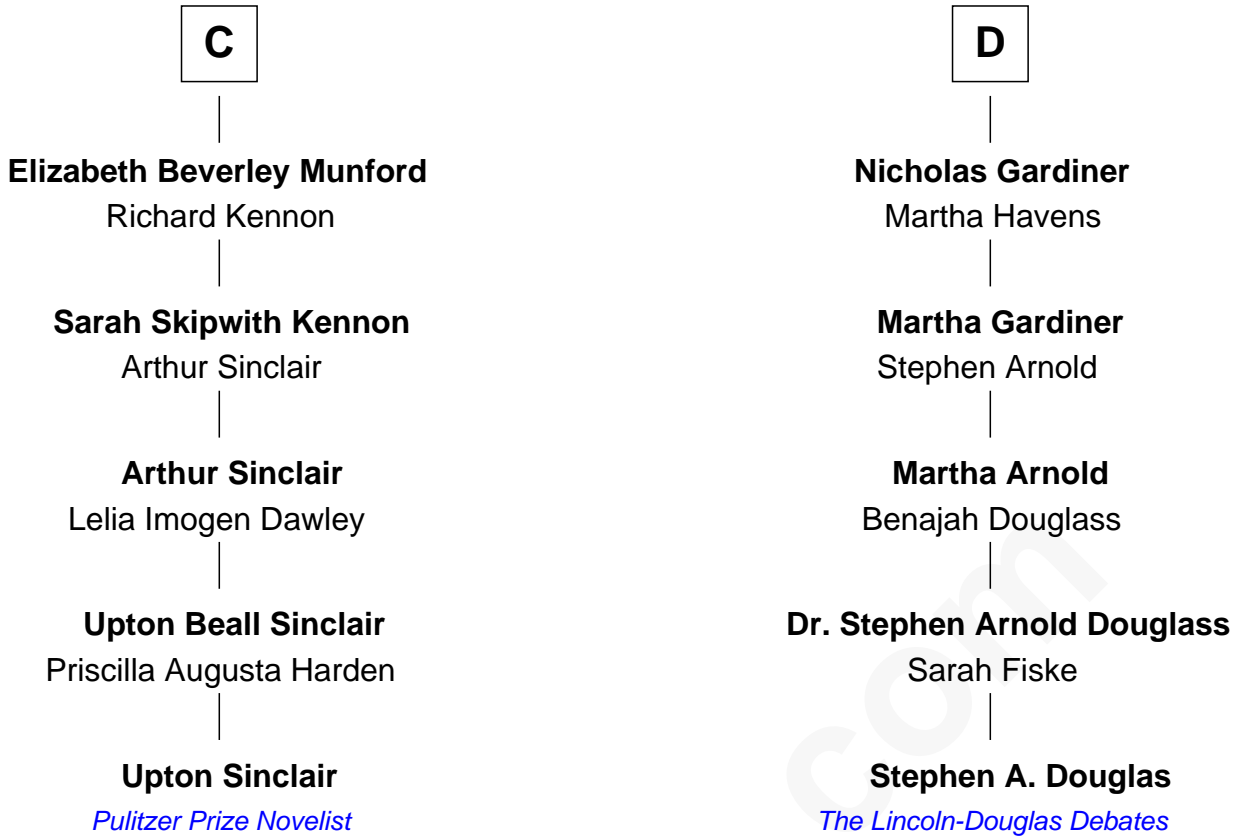 C
Elizabeth Beverley Munford
Richard Kennon
Sarah Skipwith Kennon
Arthur Sinclair
Arthur Sinclair
Lelia Imogen Dawley
Upton Beall Sinclair
Priscilla Augusta Harden
Upton Sinclair
Pulitzer Prize Novelist
D
Nicholas Gardiner
Martha Havens
Martha Gardiner
Stephen Arnold
Martha Arnold
Benajah Douglass
Dr. Stephen Arnold Douglass
Sarah Fiske
Stephen A. Douglas
The Lincoln-Douglas Debates
com